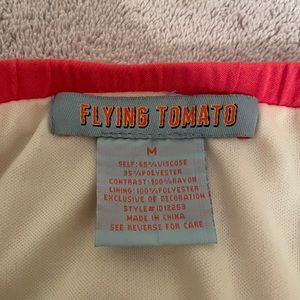 FLYING TOMATO
M
SELF: 65% VISCOSE
35% POLYESTER
CONTRAST: 100% RAYON
LINING: 100% POLYESTER
EXCLUSIVE OF DECORATION
STYLE# ID12253
MADE IN CHINA
SEE REVERSE FOR CARE